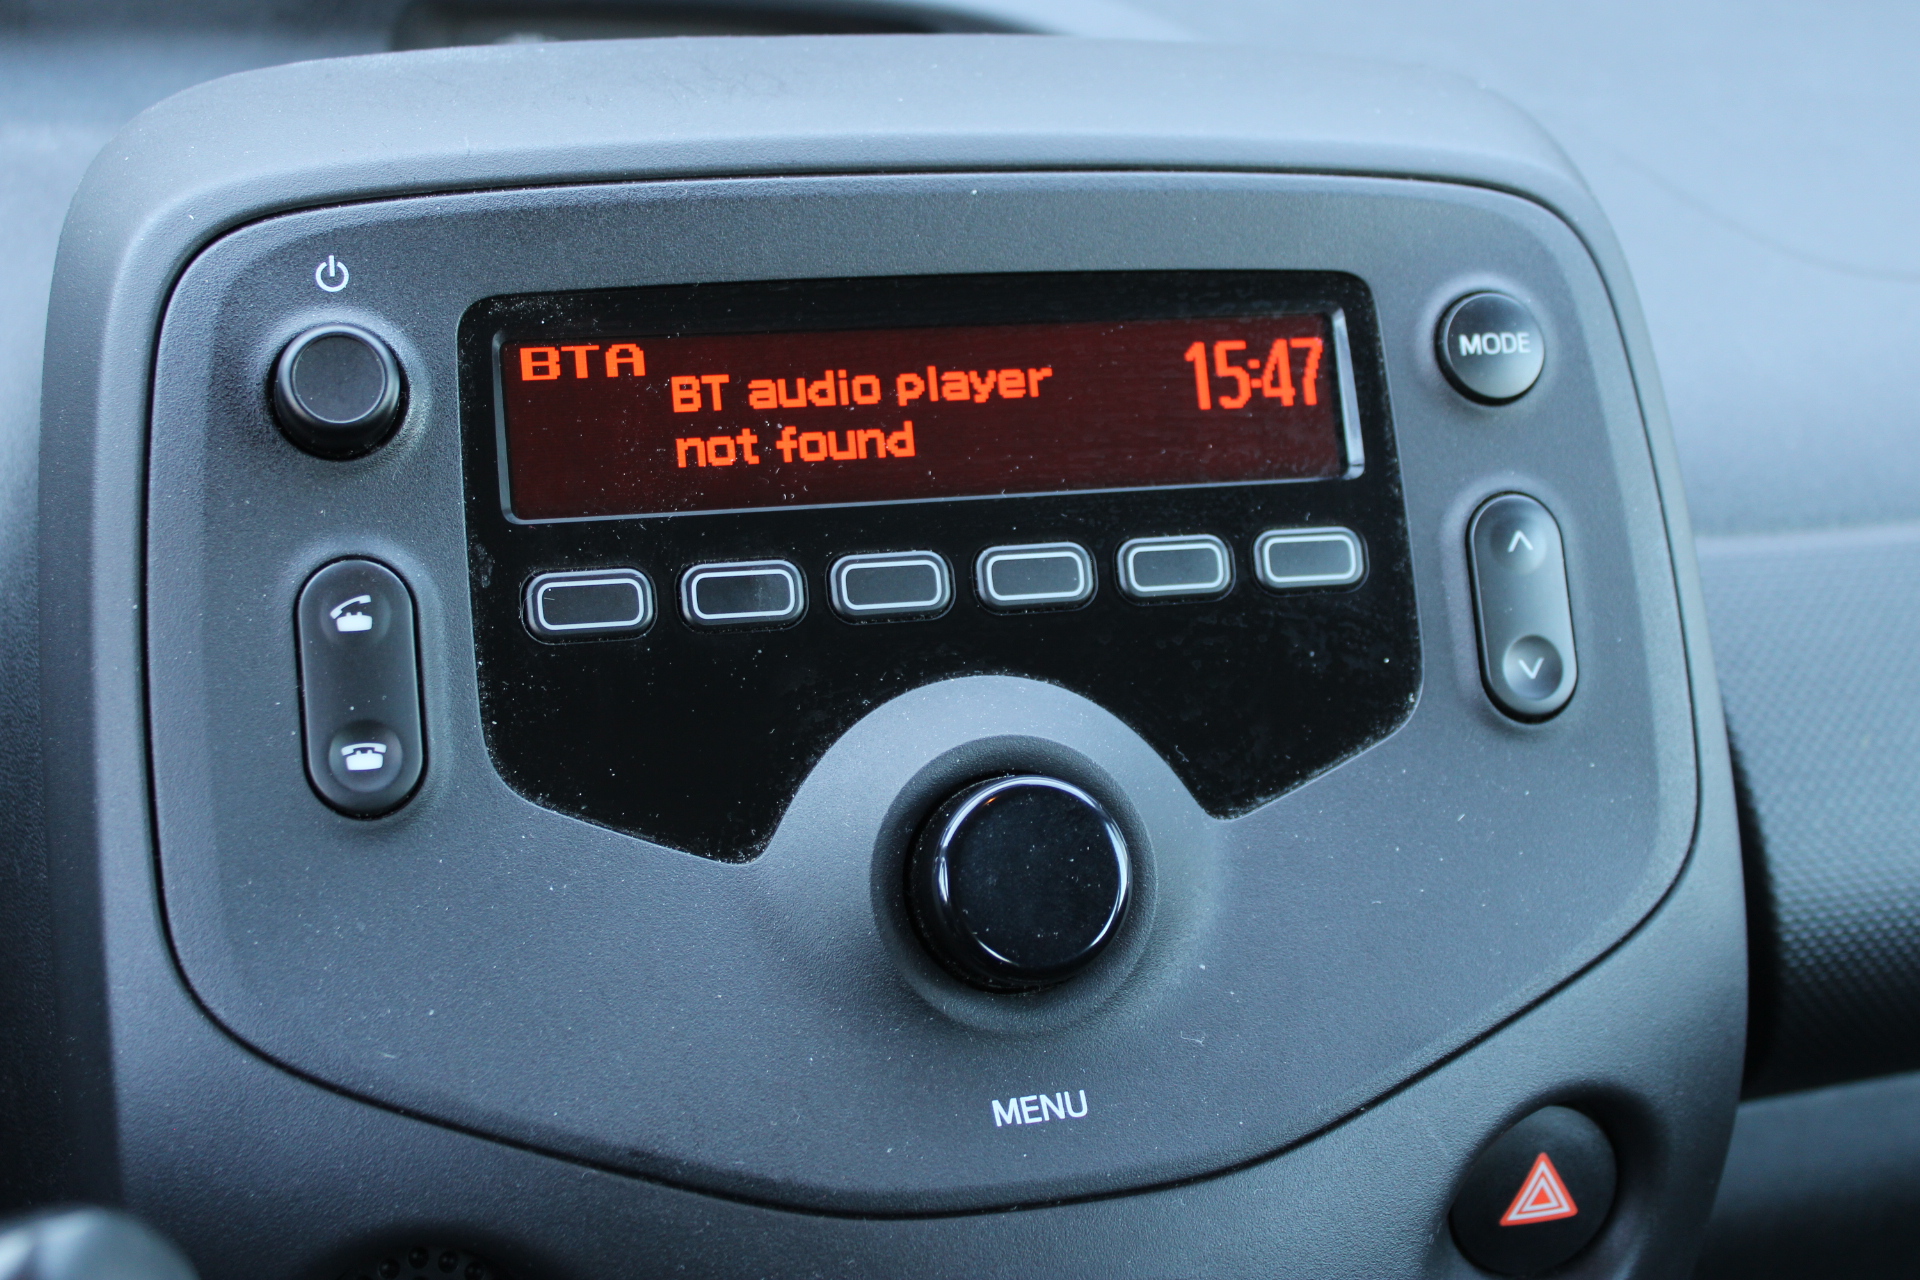 BTA
BT audio player
not found
15:47
MODE
MENU